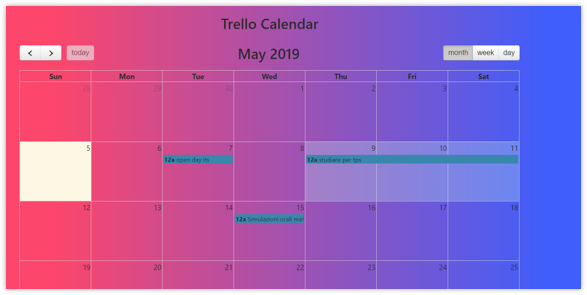 Trello Calendar
today
May 2019
month week day
Sun Mon Tue Wed Thu Fri Sat
28 29 30 1 2 3 4
5 6 7 8 9 10 11
12a open day its
12a studiare per tps
12 13 14 15 16 17 18
12a Simulazioni orali mat
19 20 21 22 23 24 25